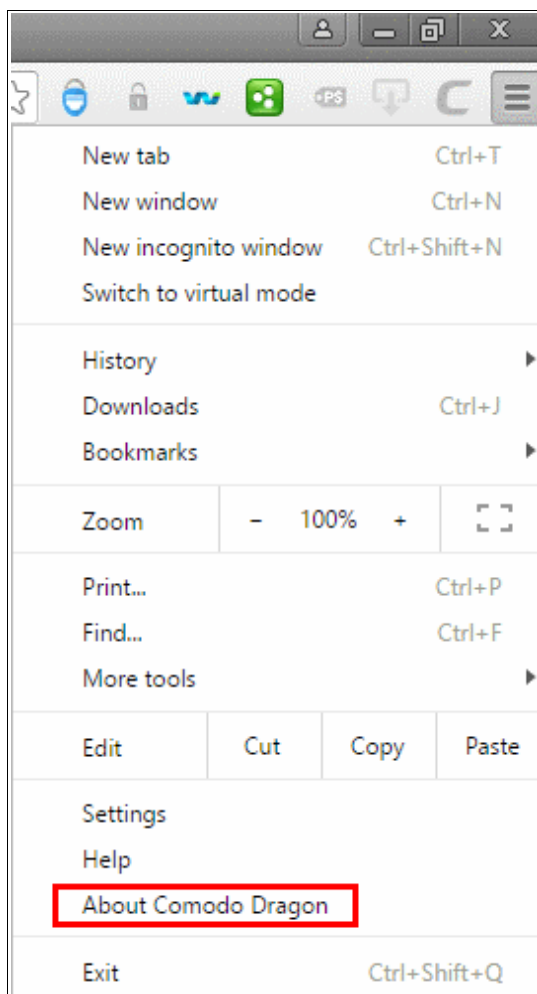 PS
New tab Ctrl+T
New window Ctrl+N
New incognito window Ctrl+Shift+N
Switch to virtual mode
History
Downloads Ctrl+J
Bookmarks
Zoom − 100% +
Print... Ctrl+P
Find... Ctrl+F
More tools
Edit Cut Copy Paste
Settings
Help
About Comodo Dragon
Exit Ctrl+Shift+Q